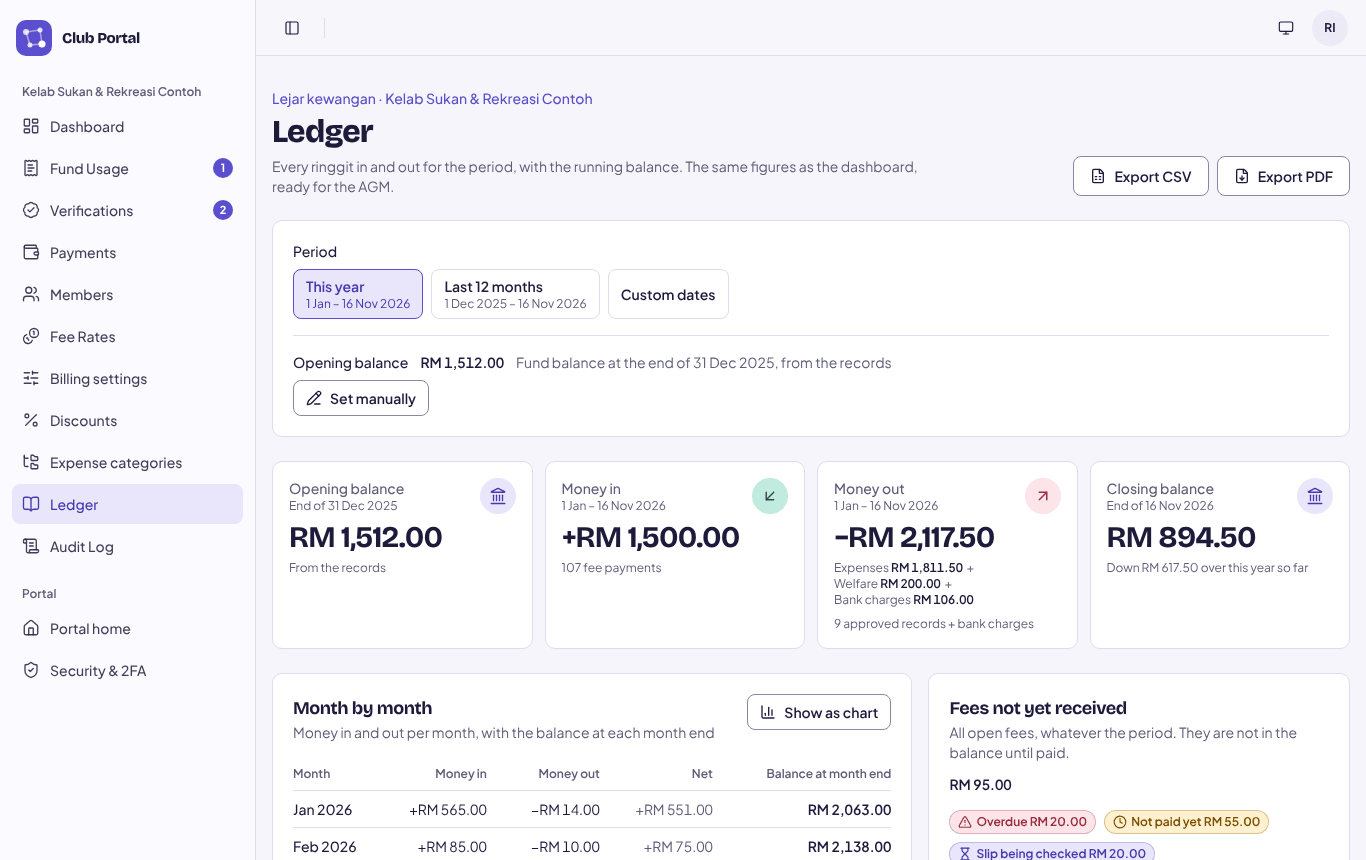 Club Portal
Kelab Sukan & Rekreasi Contoh
Dashboard
Fund Usage 1
Verifications 2
Payments
Members
Fee Rates
Billing settings
Discounts
Expense categories
Ledger
Audit Log
Portal
Portal home
Security & 2FA
RI
Lejar kewangan · Kelab Sukan & Rekreasi Contoh
Ledger
Every ringgit in and out for the period, with the running balance. The same figures as the dashboard,
ready for the AGM.
Export CSV
Export PDF
Period
This year
1 Jan – 16 Nov 2026
Last 12 months
1 Dec 2025 – 16 Nov 2026
Custom dates
Opening balance RM 1,512.00 Fund balance at the end of 31 Dec 2025, from the records
Set manually
Opening balance
End of 31 Dec 2025
RM 1,512.00
From the records
Money in
1 Jan – 16 Nov 2026
+RM 1,500.00
107 fee payments
Money out
1 Jan – 16 Nov 2026
−RM 2,117.50
Expenses RM 1,811.50 +
Welfare RM 200.00 +
Bank charges RM 106.00
9 approved records + bank charges
Closing balance
End of 16 Nov 2026
RM 894.50
Down RM 617.50 over this year so far
Month by month
Money in and out per month, with the balance at each month end
Show as chart
Month Money in Money out Net Balance at month end
Jan 2026 +RM 565.00 −RM 14.00 +RM 551.00 RM 2,063.00
Feb 2026 +RM 85.00 −RM 10.00 +RM 75.00 RM 2,138.00
Fees not yet received
All open fees, whatever the period. They are not in the
balance until paid.
RM 95.00
Overdue RM 20.00
Not paid yet RM 55.00
Slip being checked RM 20.00